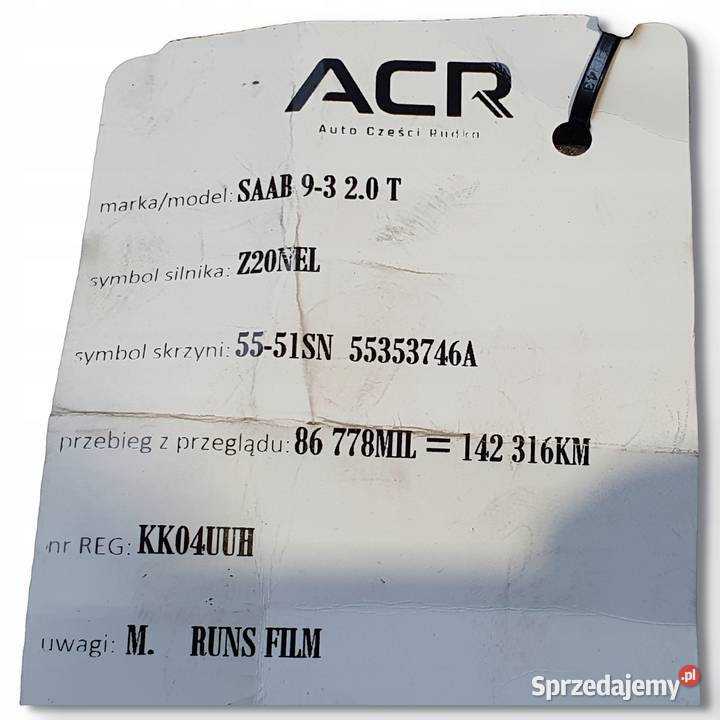 ACR
Auto Części Rudka
marka/model: SAAB 9-3 2.0 T
symbol silnika: Z20NEL
symbol skrzyni: 55-51SN 55353746A
przebieg z przeglądu: 86 778MIL = 142 316KM
nr REG: KK04UUH
uwagi: M. RUNS FILM
Sprzedajemy.pl